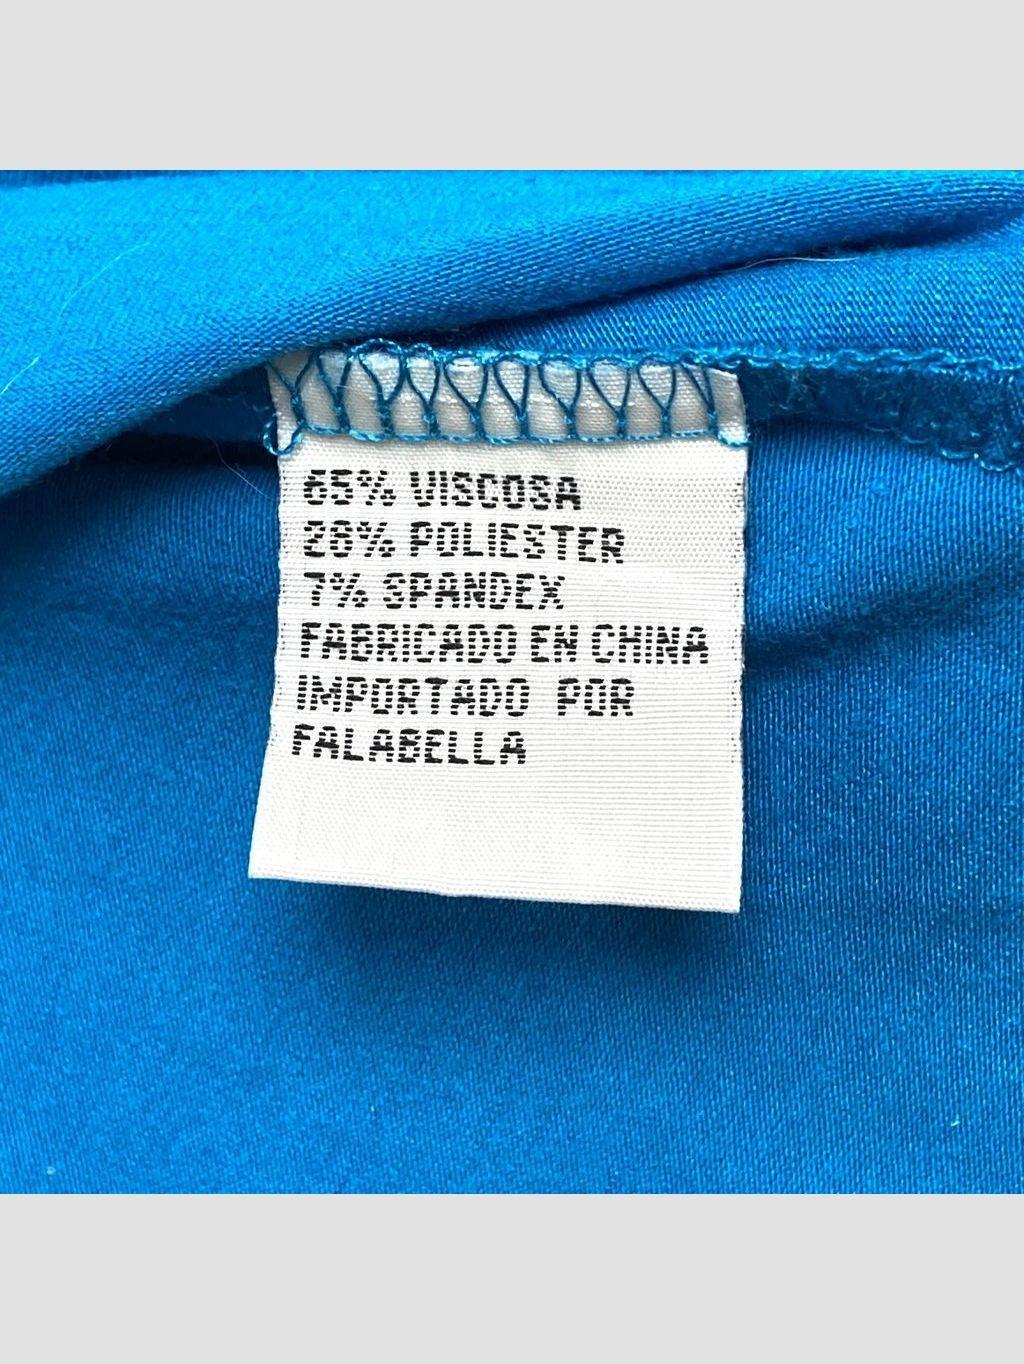 65% VISCOSA
28% POLIESTER
7% SPANDEX
FABRICADO EN CHINA
IMPORTADO POR
FALABELLA